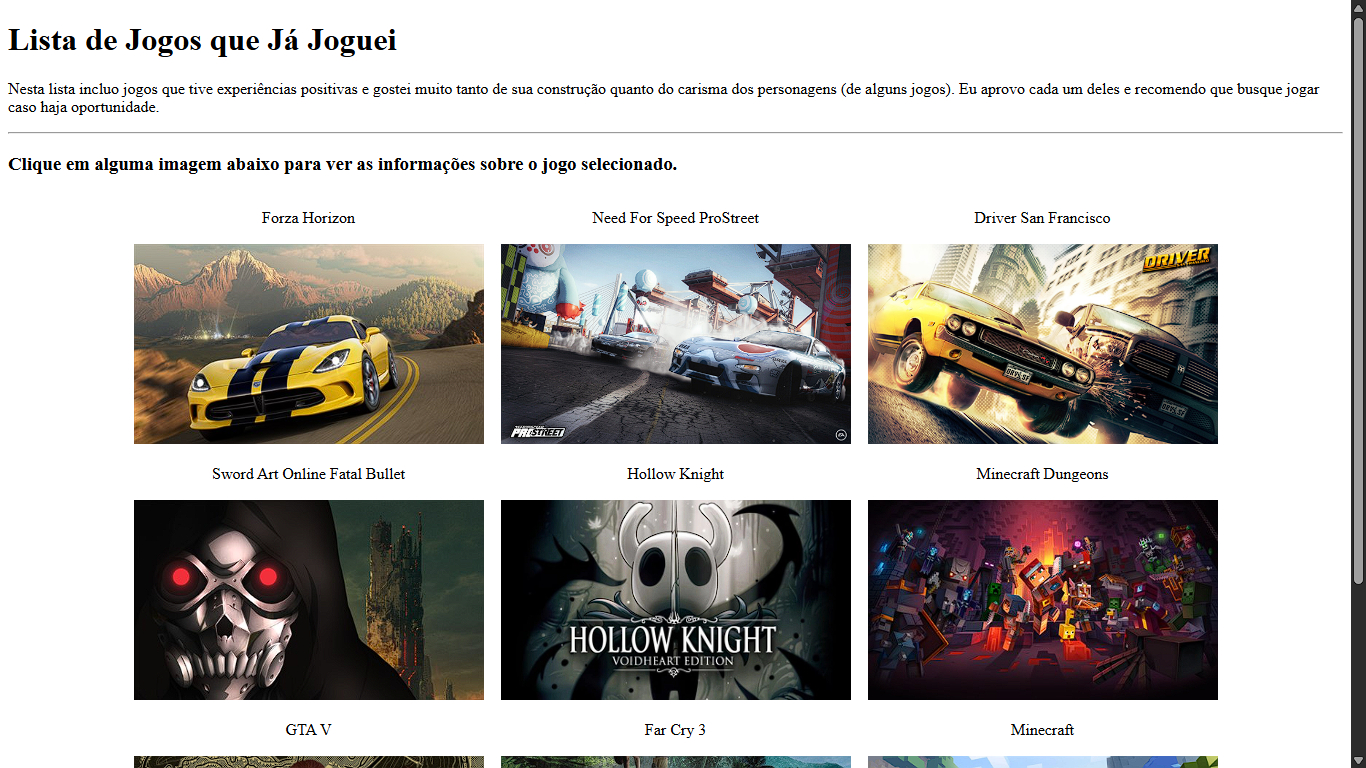 Lista de Jogos que Já Joguei
Nesta lista incluo jogos que tive experiências positivas e gostei muito tanto de sua construção quanto do carisma dos personagens (de alguns jogos). Eu aprovo cada um deles e recomendo que busque jogar
caso haja oportunidade.
Clique em alguma imagem abaixo para ver as informações sobre o jogo selecionado.
Forza Horizon
Need For Speed ProStreet
Driver San Francisco
DRIVER
PROSTREET
EA
Sword Art Online Fatal Bullet
Hollow Knight
Minecraft Dungeons
HOLLOW KNIGHT
VOIDHEART EDITION
GTA V
Far Cry 3
Minecraft